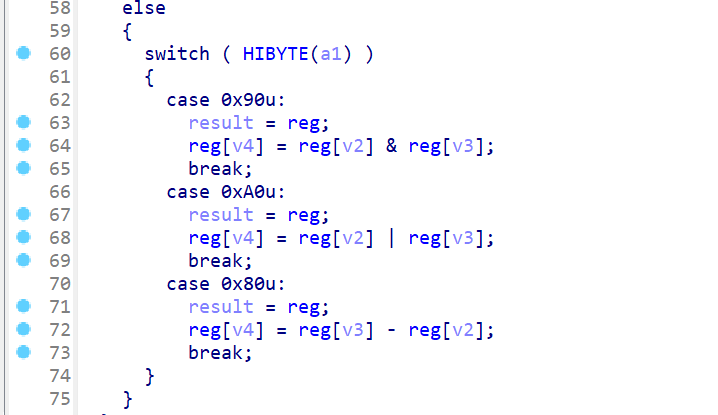 58 else
59 {
60 switch ( HIBYTE(a1) )
61 {
62 case 0x90u:
63 result = reg;
64 reg[v4] = reg[v2] & reg[v3];
65 break;
66 case 0xA0u:
67 result = reg;
68 reg[v4] = reg[v2] | reg[v3];
69 break;
70 case 0x80u:
71 result = reg;
72 reg[v4] = reg[v3] - reg[v2];
73 break;
74 }
75 }